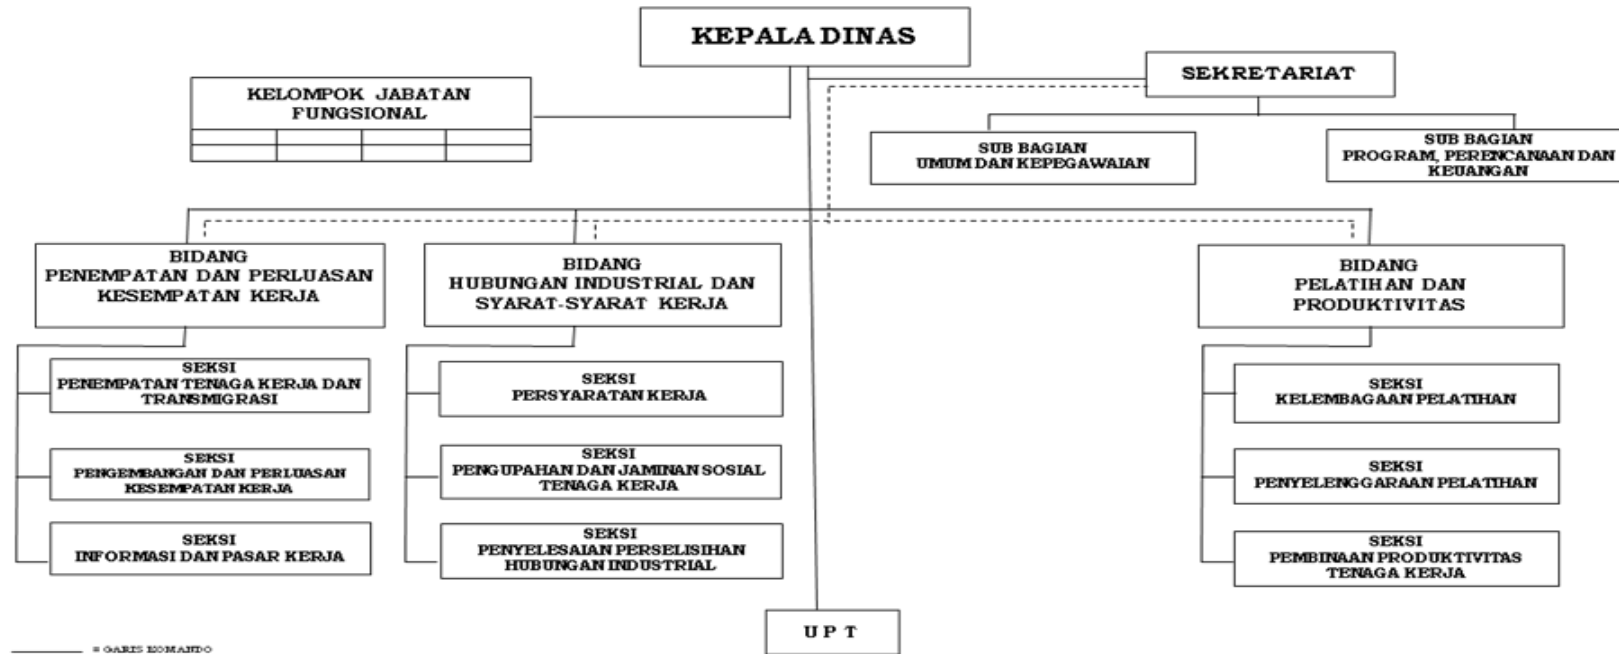 KEPALA DINAS
SEKRETARIAT
KELOMPOK JABATAN
FUNGSIONAL
SUB BAGIAN
UMUM DAN KEPEGAWAIAN
SUB BAGIAN
PROGRAM, PERENCANAAN DAN
KEUANGAN
BIDANG
PENEMPATAN DAN PERLUASAN
KESEMPATAN KERJA
BIDANG
HUBUNGAN INDUSTRIAL DAN
SYARAT-SYARAT KERJA
BIDANG
PELATIHAN DAN
PRODUKTIVITAS
SEKSI
PENEMPATAN TENAGA KERJA DAN
TRANSMIGRASI
SEKSI
PENGEMBANGAN DAN PERLUASAN
KESEMPATAN KERJA
SEKSI
INFORMASI DAN PASAR KERJA
SEKSI
PERSYARATAN KERJA
SEKSI
PENGUPAHAN DAN JAMINAN SOSIAL
TENAGA KERJA
SEKSI
PENYELESAIAN PERSELISIHAN
HUBUNGAN INDUSTRIAL
SEKSI
KELEMBAGAAN PELATIHAN
SEKSI
PENYELENGGARAAN PELATIHAN
SEKSI
PEMBINAAN PRODUKTIVITAS
TENAGA KERJA
U P T
= GARIS KOMANDO